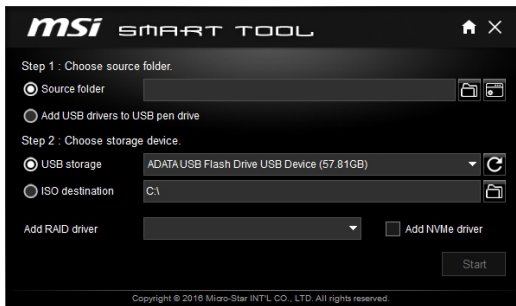 msi SMART TOOL
Step 1 : Choose source folder.
Source folder
Add USB drivers to USB pen drive
Step 2 : Choose storage device.
USB storage ADATA USB Flash Drive USB Device (57.81GB)
ISO destination C:\
Add RAID driver Add NVMe driver
Start
Copyright © 2016 Micro-Star INT'L CO., LTD. All rights reserved.